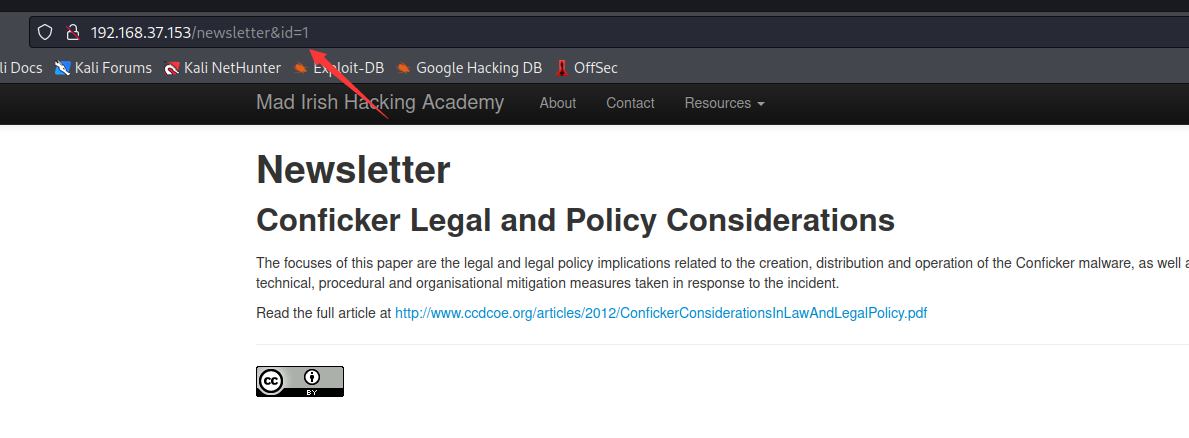 192.168.37.153/newsletter&id=1
li Docs Kali Forums Kali NetHunter Exploit-DB Google Hacking DB OffSec
Mad Irish Hacking Academy About Contact Resources
Newsletter
Conficker Legal and Policy Considerations
The focuses of this paper are the legal and legal policy implications related to the creation, distribution and operation of the Conficker malware, as well a
technical, procedural and organisational mitigation measures taken in response to the incident.
Read the full article at http://www.ccdcoe.org/articles/2012/ConfickerConsiderationsInLawAndLegalPolicy.pdf
cc
BY